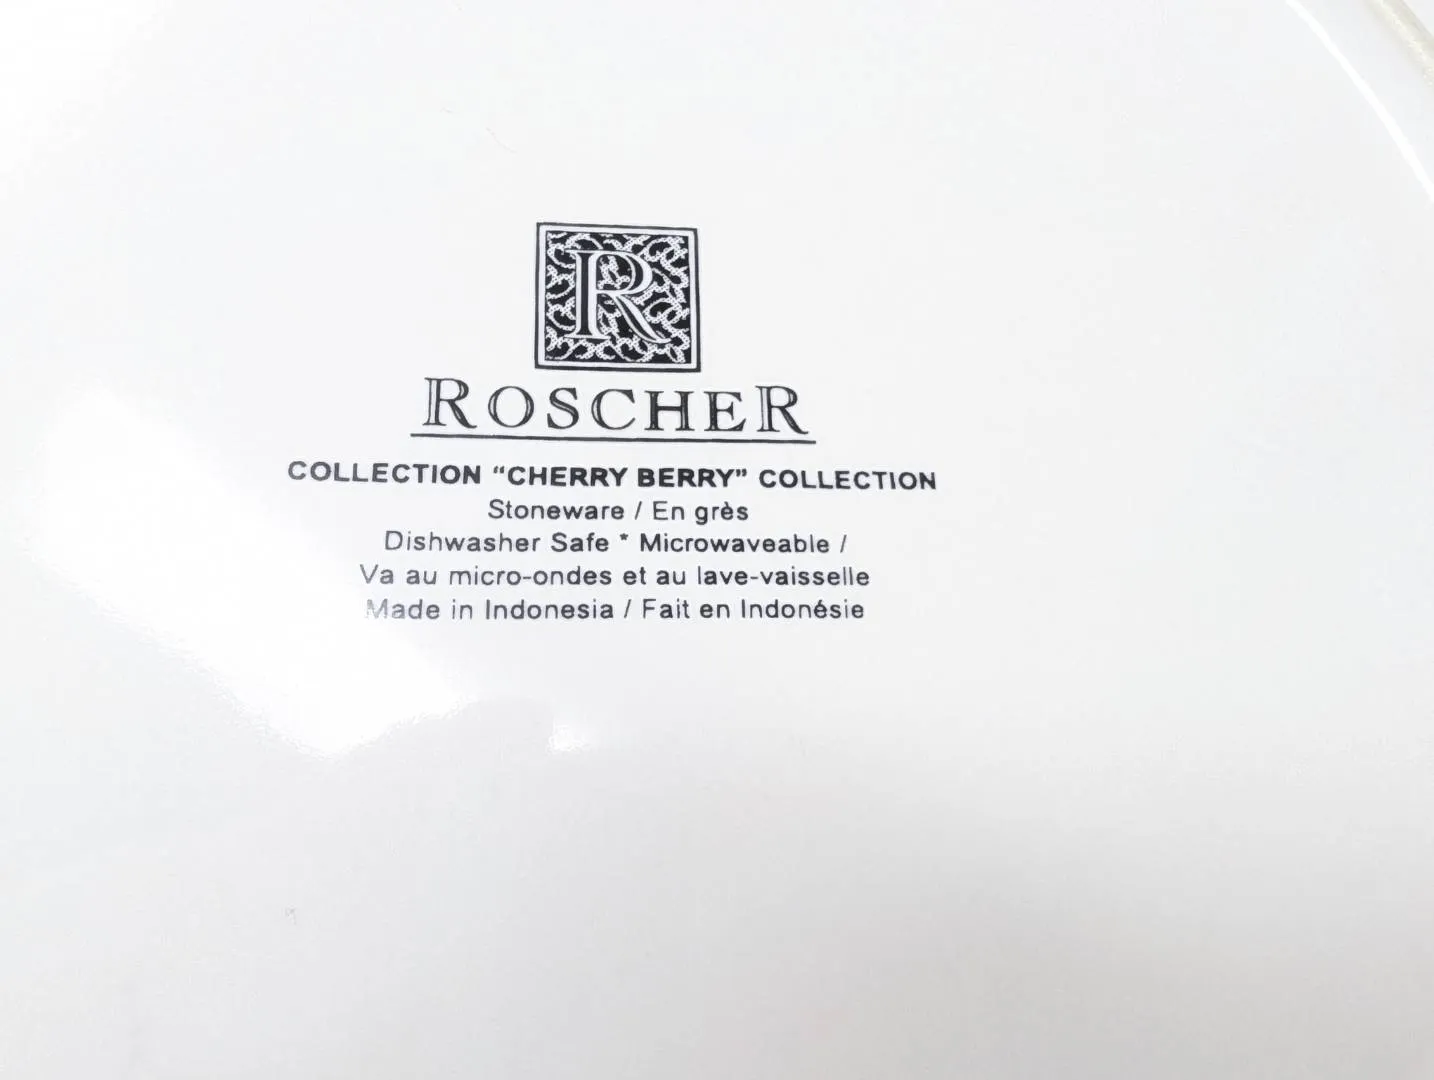 R
ROSCHER
COLLECTION “CHERRY BERRY” COLLECTION
Stoneware / En grès
Dishwasher Safe * Microwaveable /
Va au micro-ondes et au lave-vaisselle
Made in Indonesia / Fait en Indonésie